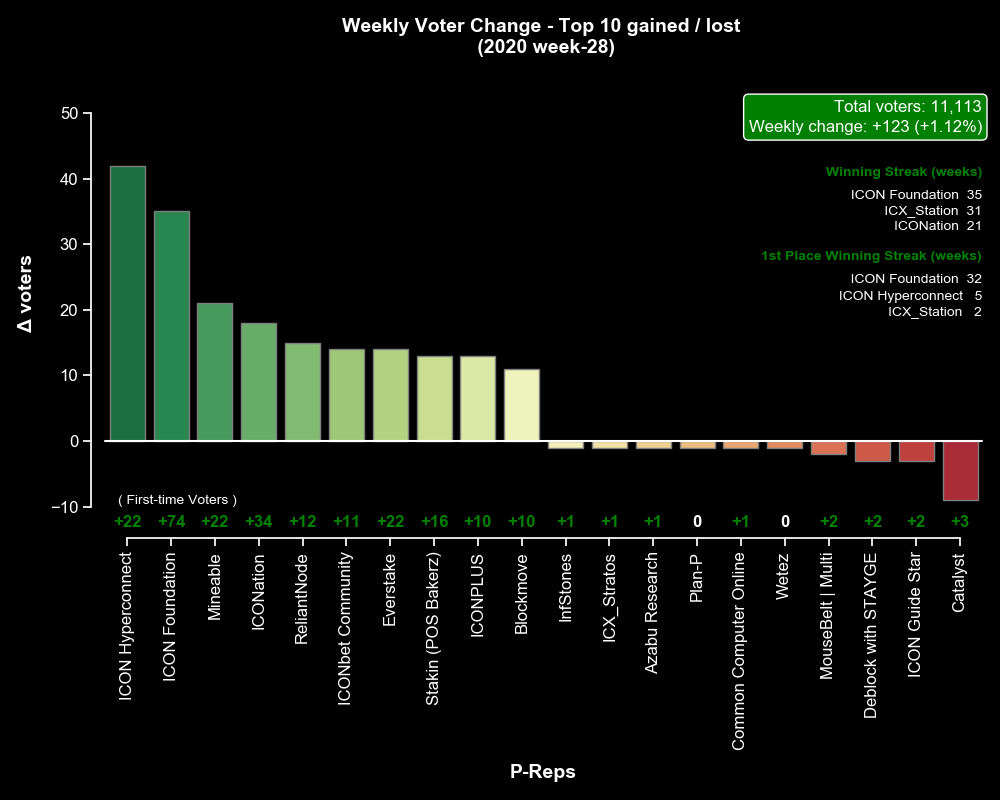 Weekly Voter Change - Top 10 gained / lost
(2020 week-28)
Total voters: 11,113
Weekly change: +123 (+1.12%)
Winning Streak (weeks)
ICON Foundation 35
ICX_Station 31
ICONation 21
1st Place Winning Streak (weeks)
ICON Foundation 32
ICON Hyperconnect 5
ICX_Station 2
Δ voters
50
40
30
20
10
0
−10
( First-time Voters )
+22 +74 +22 +34 +12 +11 +22 +16 +10 +10 +1 +1 +1 0 +1 0 +2 +2 +2 +3
ICON Hyperconnect
ICON Foundation
Mineable
ICONation
ReliantNode
ICONbet Community
Everstake
Stakin (POS Bakerz)
ICONPLUS
Blockmove
InfStones
ICX_Stratos
Azabu Research
Plan-P
Common Computer Online
Wetez
MouseBelt | Multi
Deblock with STAYGE
ICON Guide Star
Catalyst
P-Reps